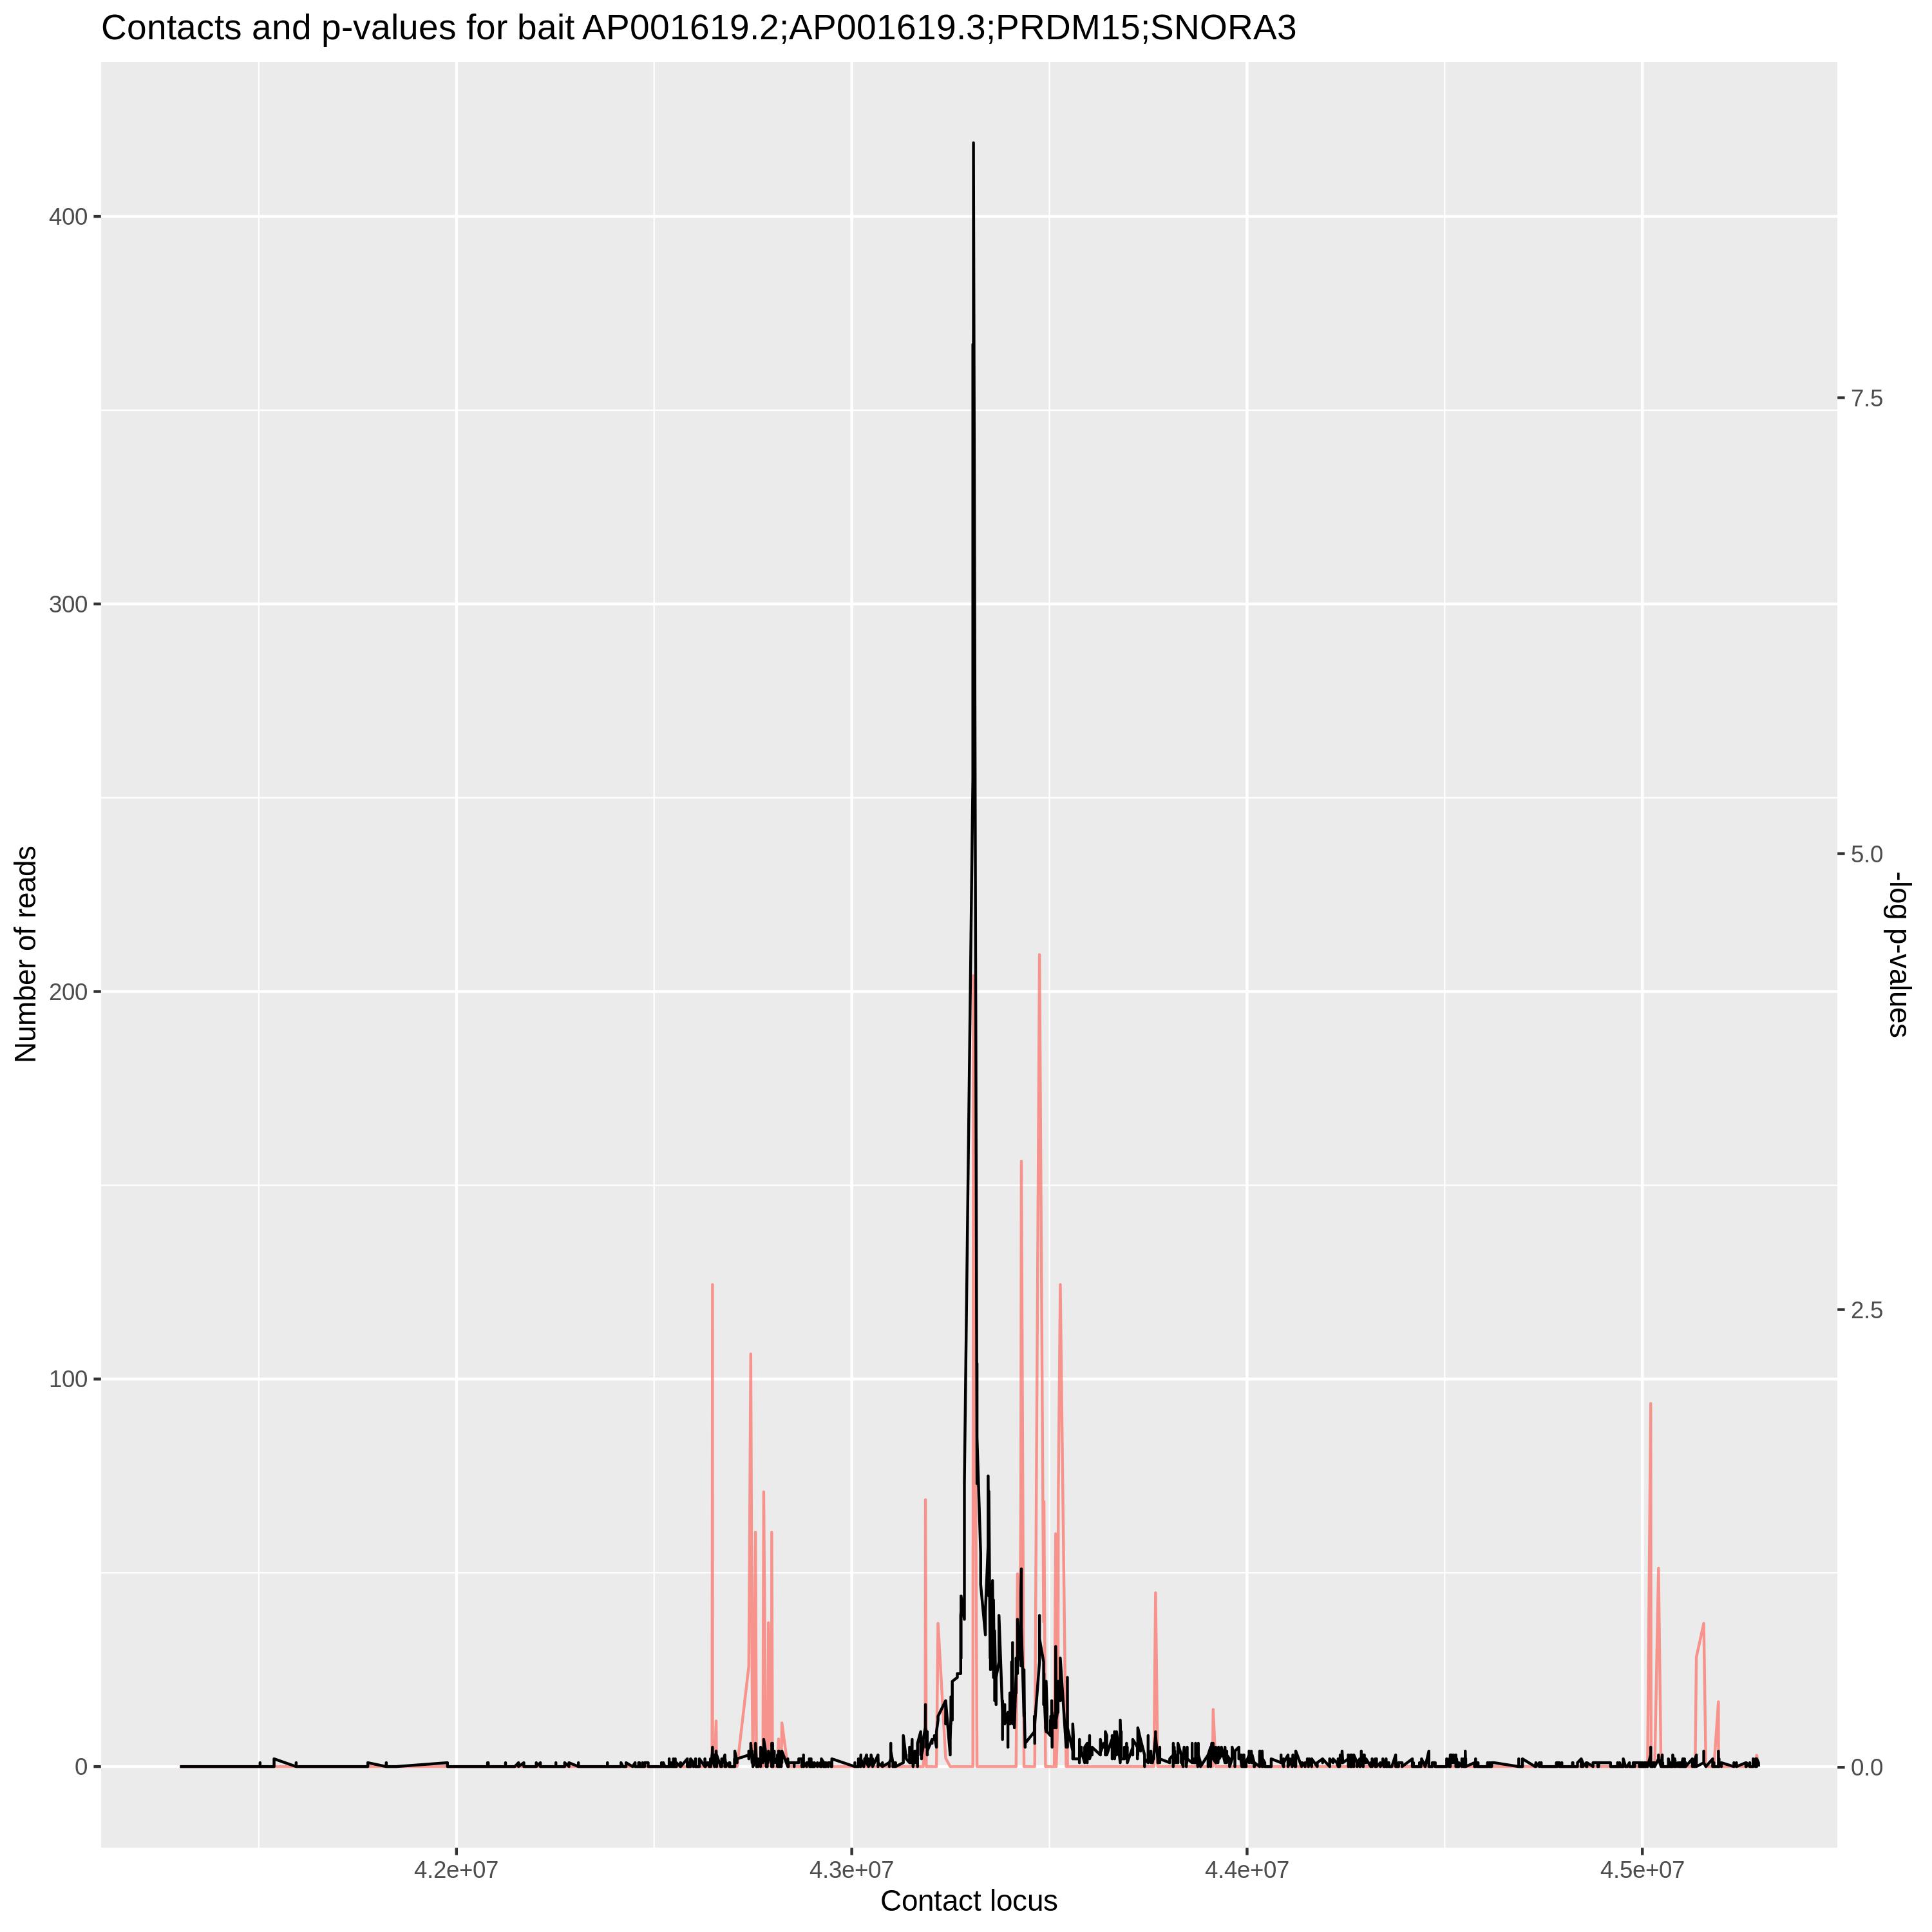 Contacts and p-values for bait AP001619.2;AP001619.3;PRDM15;SNORA3
400
300
200
100
0
Number of reads
7.5
5.0
2.5
0.0
-log p-values
4.2e+07
4.3e+07
4.4e+07
4.5e+07
Contact locus